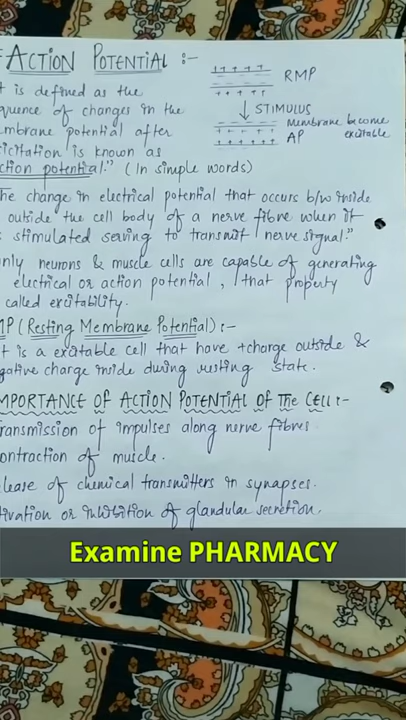 ACTION POTENTIAL :-
+ + + + +
- - - - -
- - - - -
+ + + + +
RMP
STIMULUS
Membrane become
excitable
AP
t is defined as the
quence of changes in the
mbrane potential after
citation is known as
ction potential." (In simple words)
he change in electrical potential that occurs b/w inside
outside the cell body of a nerve fibre when it
s stimulated serving to transmit nerve signal."
nly neurons & muscle cells are capable of generating
electrical or action potential, that property
called excitability.
MP (Resting Membrane Potential) :-
t is a excitable cell that have +charge outside &
gative charge inside during resting state.
MPORTANCE OF ACTION POTENTIAL OF THE CELL :-
ransmission of impulses along nerve fibres
ontraction of muscle.
lease of chemical transmitters in synapses.
tivation or inhibition of glandular secretion.
Examine PHARMACY